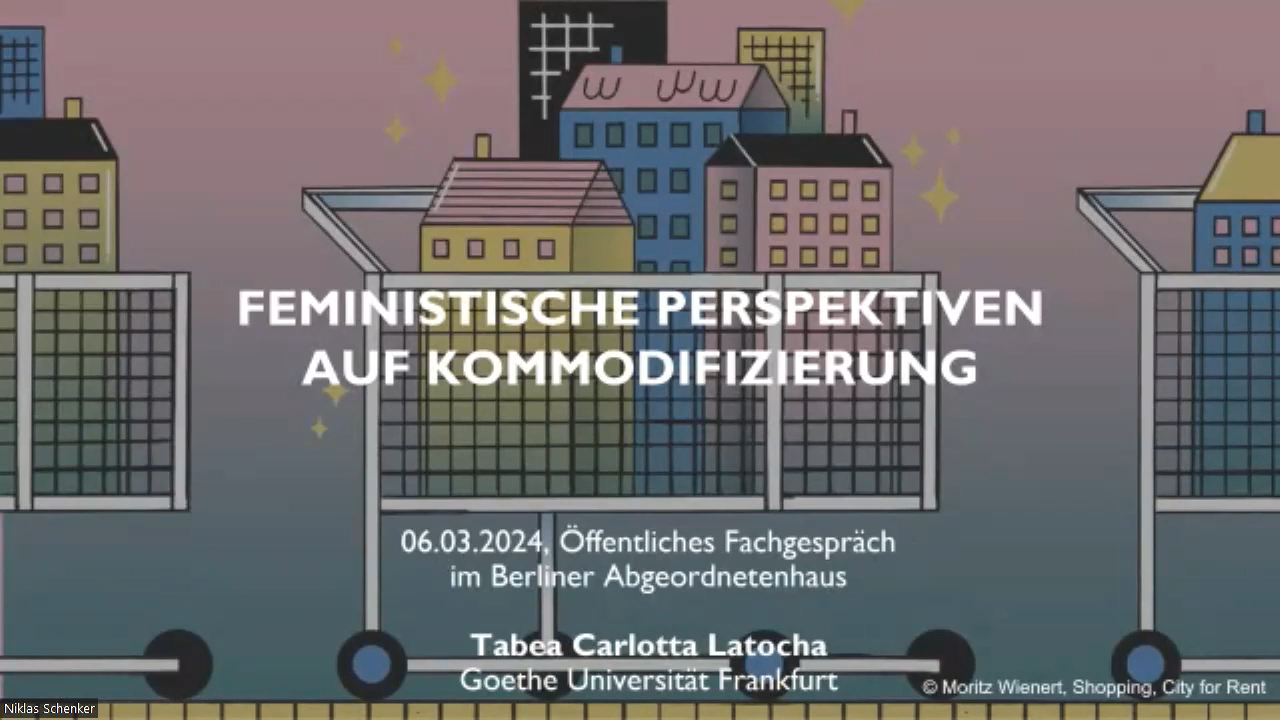 FEMINISTISCHE PERSPEKTIVEN
AUF KOMMODIFIZIERUNG
06.03.2024, Öffentliches Fachgespräch
im Berliner Abgeordnetenhaus
Tabea Carlotta Latocha
Goethe Universität Frankfurt
© Moritz Wienert, Shopping, City for Rent
Niklas Schenker